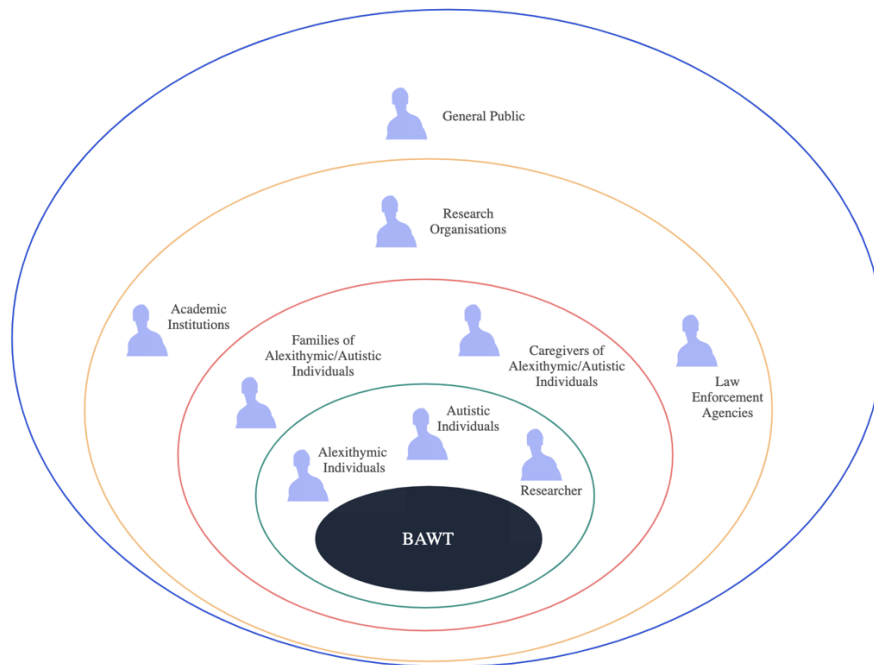 General Public
Research
Organisations
Academic
Institutions
Families of
Alexithymic/Autistic
Individuals
Caregivers of
Alexithymic/Autistic
Individuals
Law
Enforcement
Agencies
Autistic
Individuals
Alexithymic
Individuals
Researcher
BAWT